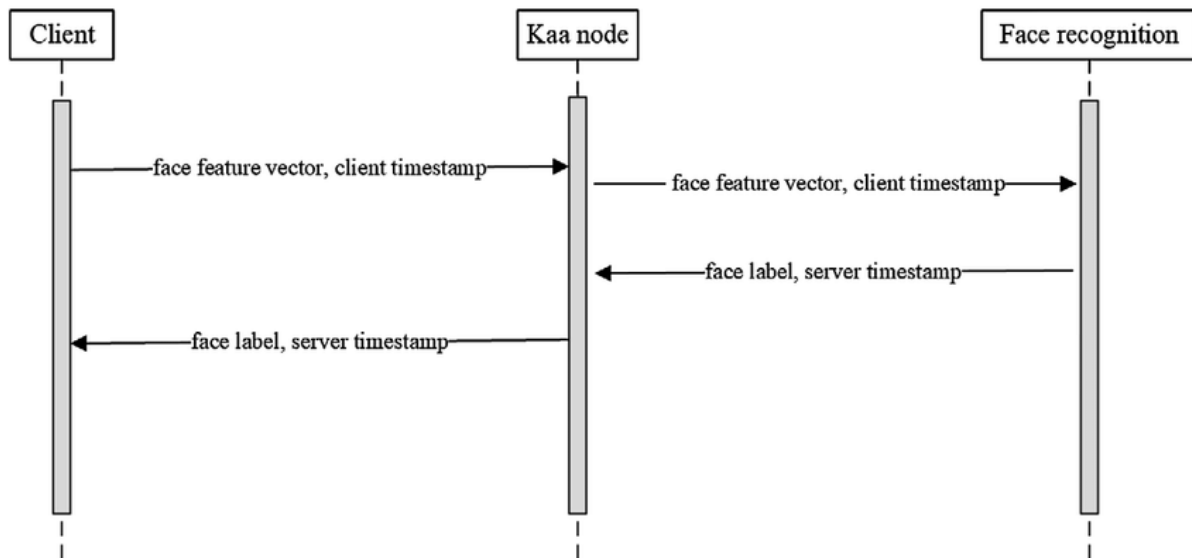 Client
Kaa node
Face recognition
face feature vector, client timestamp
face feature vector, client timestamp
face label, server timestamp
face label, server timestamp